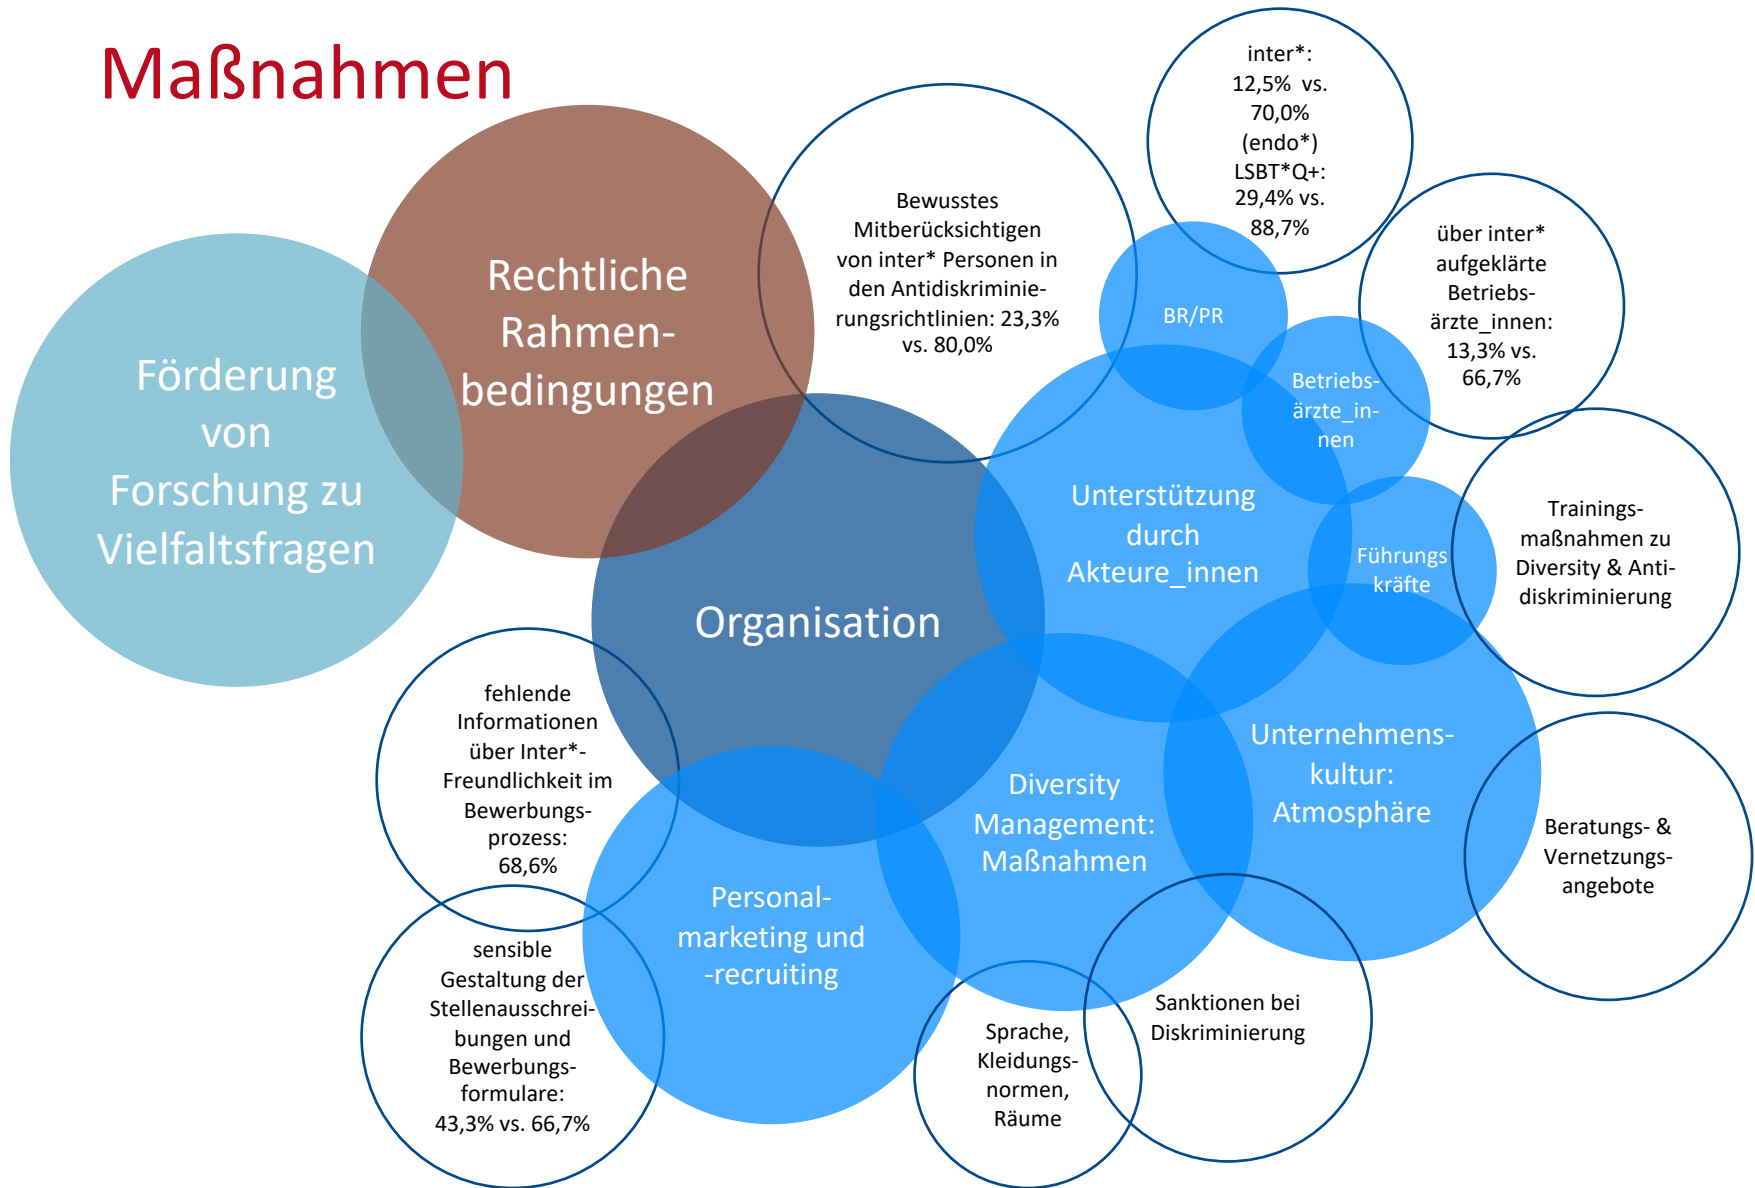 Maßnahmen
Förderung
von
Forschung zu
Vielfaltsfragen
Rechtliche
Rahmen-
bedingungen
Organisation
Bewusstes
Mitberücksichtigen
von inter* Personen in
den Antidiskriminie-
rungsrichtlinien: 23,3%
vs. 80,0%
inter*:
12,5% vs.
70,0%
(endo*)
LSBT*Q+:
29,4% vs.
88,7%
BR/PR
über inter*
aufgeklärte
Betriebs-
ärzte_innen:
13,3% vs.
66,7%
Betriebs-
ärzte_in-
nen
Unterstützung
durch
Akteure_innen
Führungs
kräfte
Trainings-
maßnahmen zu
Diversity & Anti-
diskriminierung
Unternehmens-
kultur:
Atmosphäre
Beratungs- &
Vernetzungs-
angebote
Diversity
Management:
Maßnahmen
Sanktionen bei
Diskriminierung
Sprache,
Kleidungs-
normen,
Räume
Personal-
marketing und
-recruiting
fehlende
Informationen
über Inter*-
Freundlichkeit im
Bewerbungs-
prozess:
68,6%
sensible
Gestaltung der
Stellenausschrei-
bungen und
Bewerbungs-
formulare:
43,3% vs. 66,7%